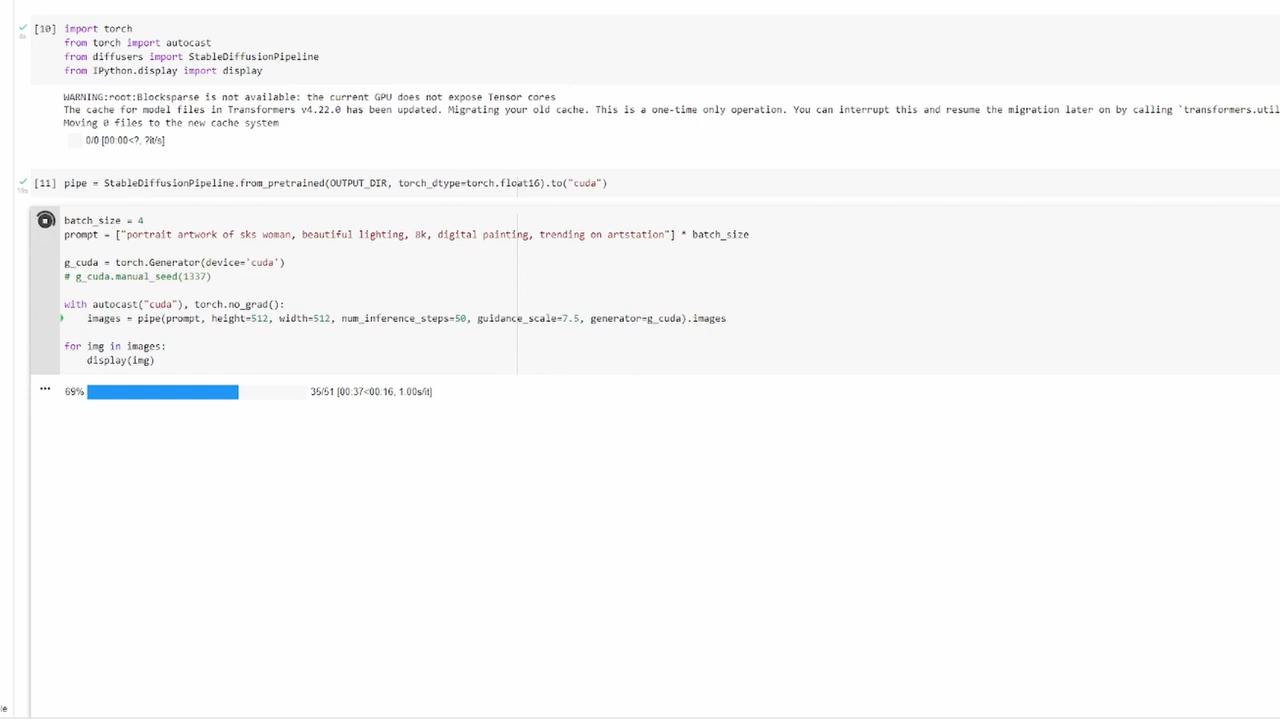 [10] import torch
4s
from torch import autocast
from diffusers import StableDiffusionPipeline
from IPython.display import display
WARNING:root:Blocksparse is not available: the current GPU does not expose Tensor cores
The cache for model files in Transformers v4.22.0 has been updated. Migrating your old cache. This is a one-time only operation. You can interrupt this and resume the migration later on by calling `transformers.util
Moving 0 files to the new cache system
0/0 [00:00<?, ?it/s]
[11] pipe = StableDiffusionPipeline.from_pretrained(OUTPUT_DIR, torch_dtype=torch.float16).to("cuda")
19s
batch_size = 4
prompt = ["portrait artwork of sks woman, beautiful lighting, 8k, digital painting, trending on artstation"] * batch_size
g_cuda = torch.Generator(device='cuda')
# g_cuda.manual_seed(1337)
with autocast("cuda"), torch.no_grad():
images = pipe(prompt, height=512, width=512, num_inference_steps=50, guidance_scale=7.5, generator=g_cuda).images
for img in images:
display(img)
69% 35/51 [00:37<00:16, 1.00s/it]
le